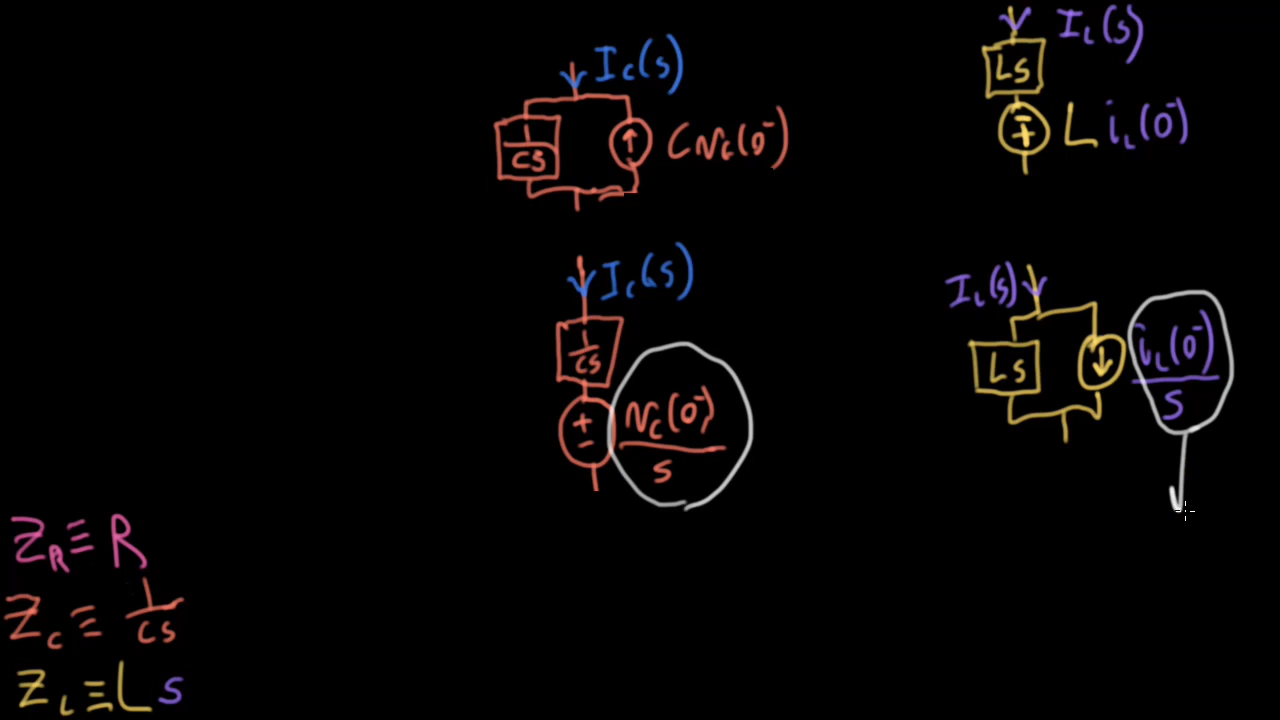 I_C(s)
1/CS
↑
Cv_C(0⁻)
I_L(s)
Ls
- +
L i_L(0⁻)
I_C(s)
1/CS
+ -
v_C(0⁻)/s
I_L(s)
Ls
↓
i_L(0⁻)/s
Z_R ≡ R
Z_C ≡ 1/CS
Z_L ≡ Ls